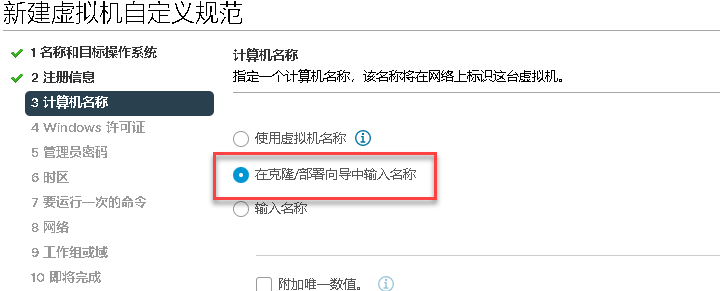 新建虚拟机自定义规范
1 名称和目标操作系统
2 注册信息
3 计算机名称
4 Windows 许可证
5 管理员密码
6 时区
7 要运行一次的命令
8 网络
9 工作组或域
10 即将完成
计算机名称
指定一个计算机名称，该名称将在网络上标识这台虚拟机。
使用虚拟机名称
在克隆/部署向导中输入名称
输入名称
附加唯一数值。